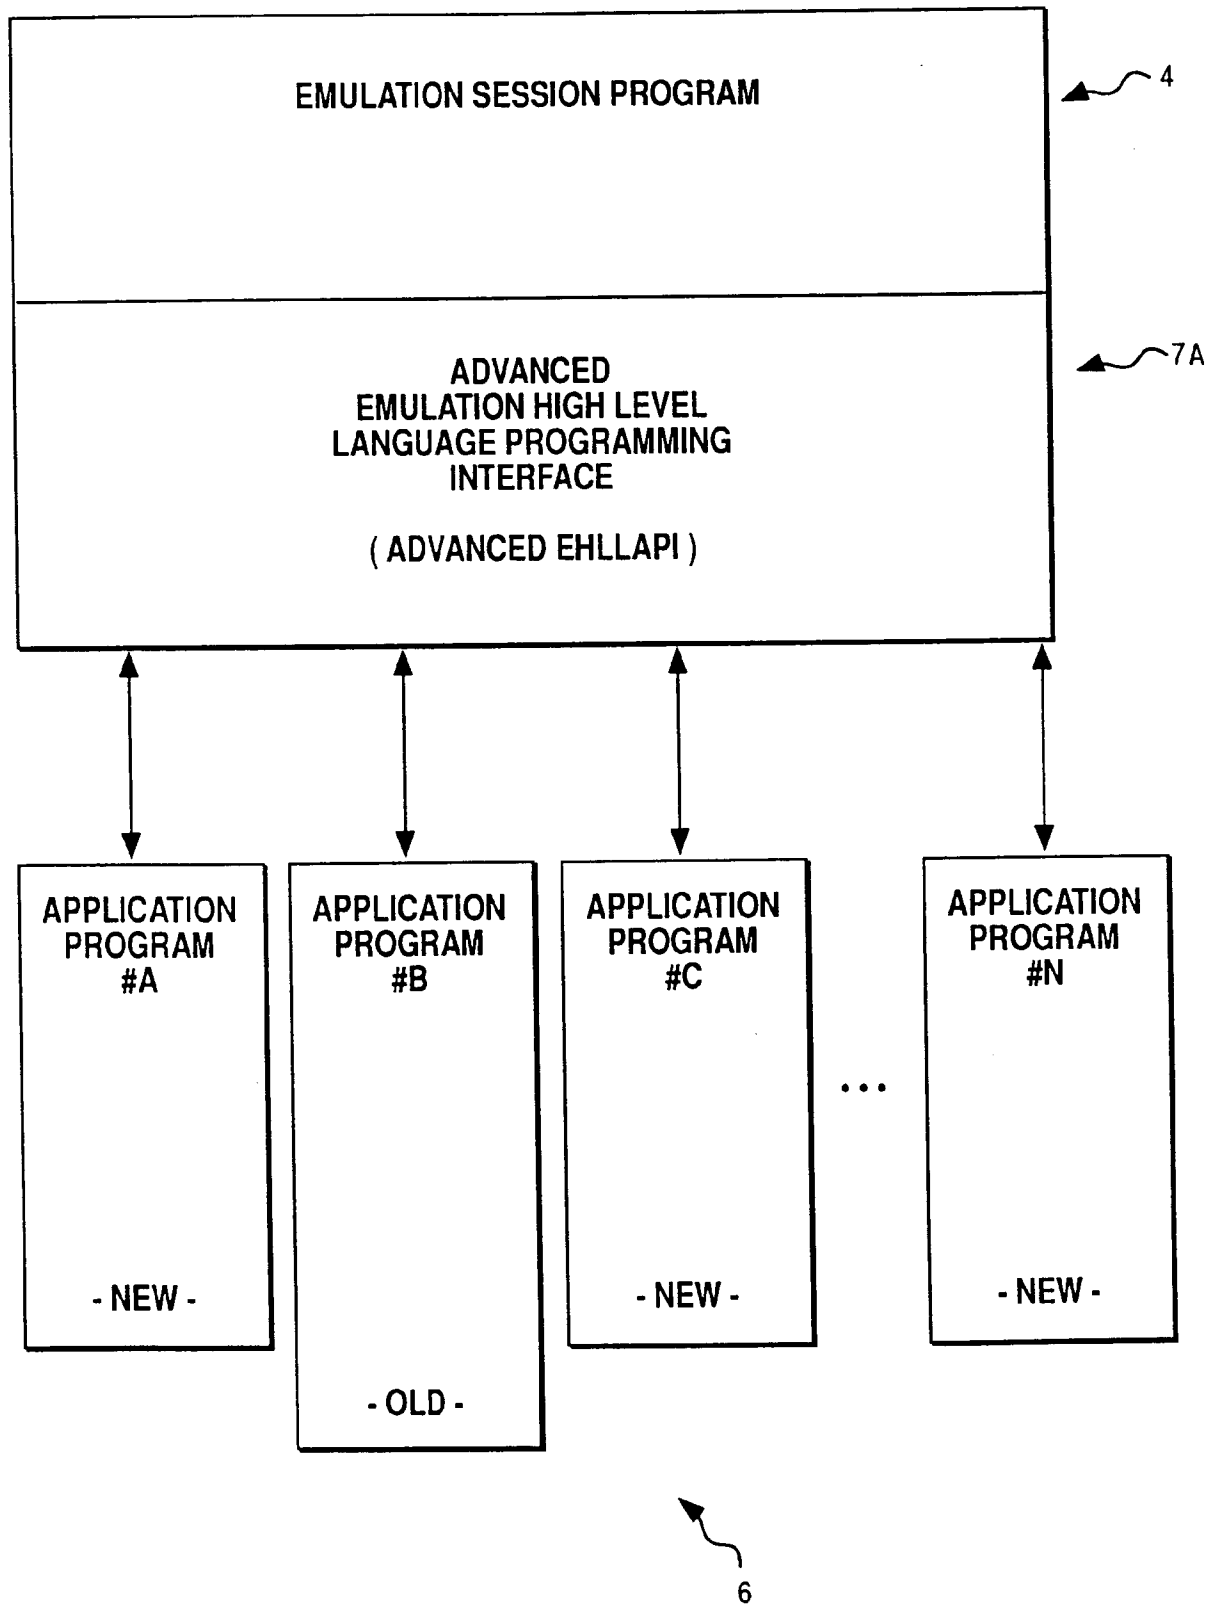 EMULATION SESSION PROGRAM
4
ADVANCED
EMULATION HIGH LEVEL
LANGUAGE PROGRAMMING
INTERFACE
( ADVANCED EHLLAPI )
7A
APPLICATION
PROGRAM
#A
- NEW -
APPLICATION
PROGRAM
#B
- OLD -
APPLICATION
PROGRAM
#C
- NEW -
...
APPLICATION
PROGRAM
#N
- NEW -
6